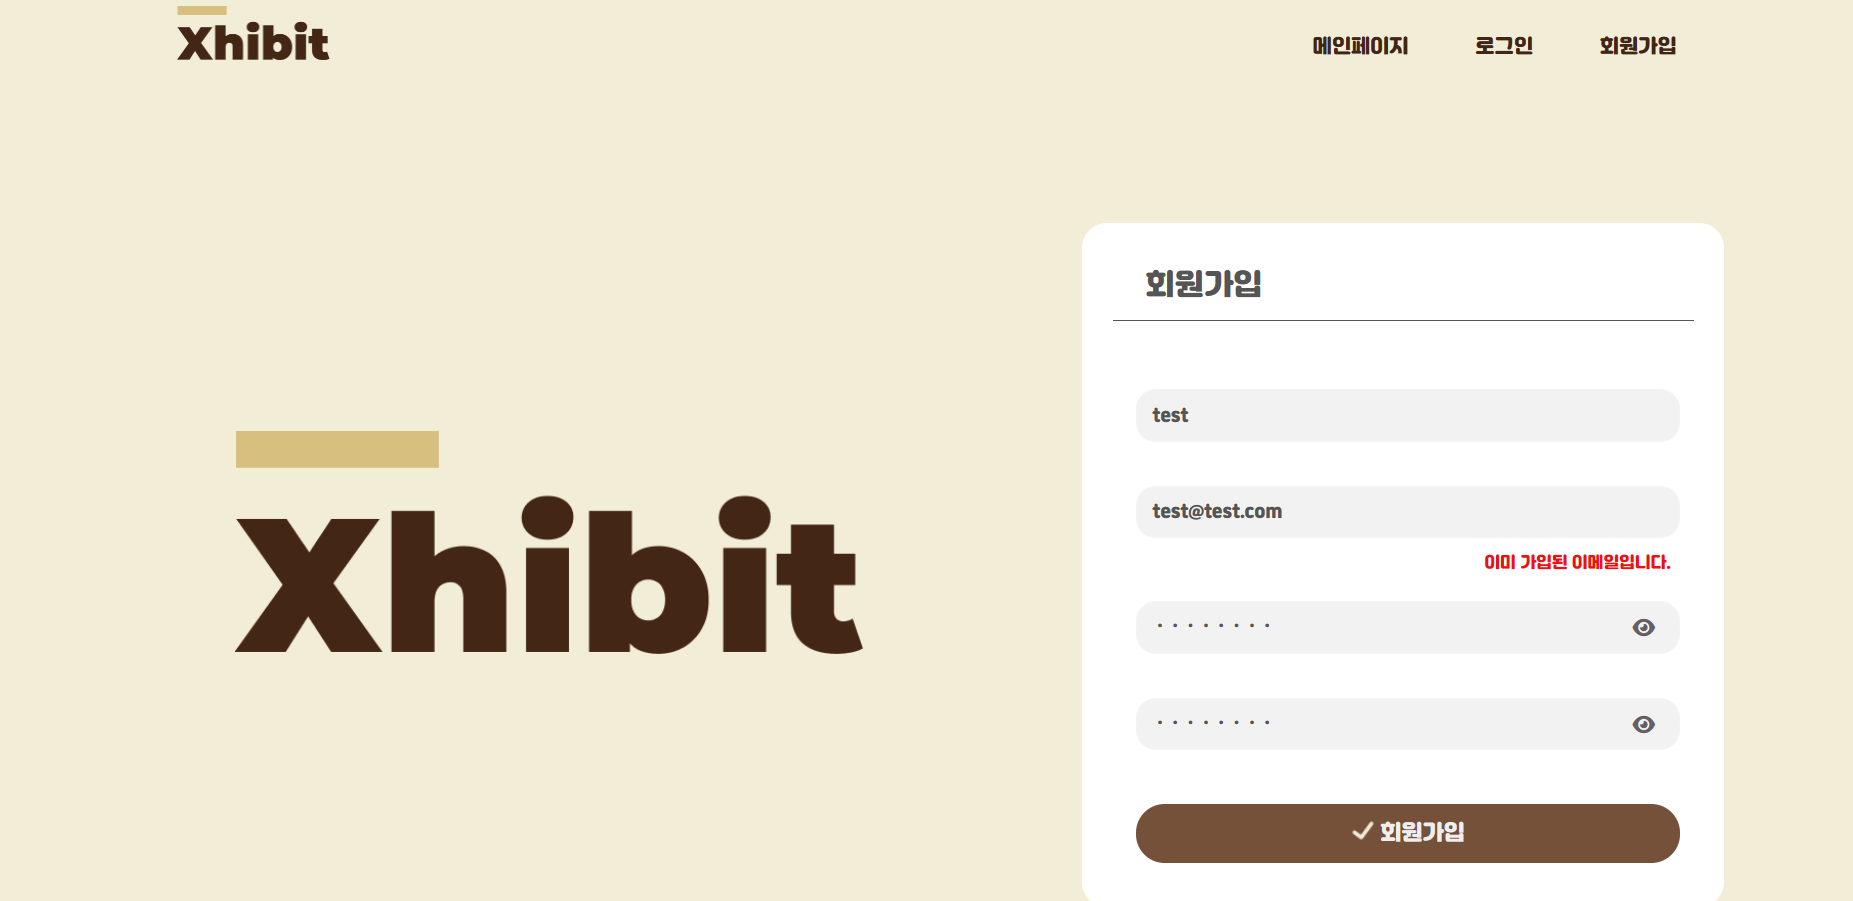 Xhibit
메인페이지 로그인 회원가입
회원가입
test
Xhibit
test@test.com
이미 가입된 이메일입니다.
회원가입